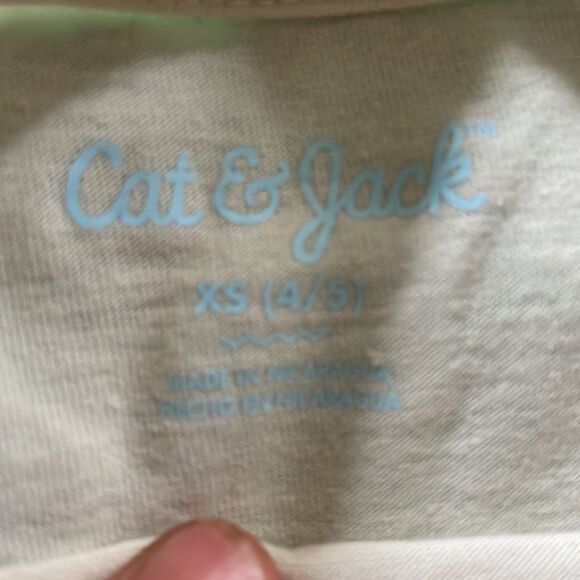 Cat & Jack™
XS (4/5)
MADE IN NICARAGUA
HECHO EN NICARAGUA